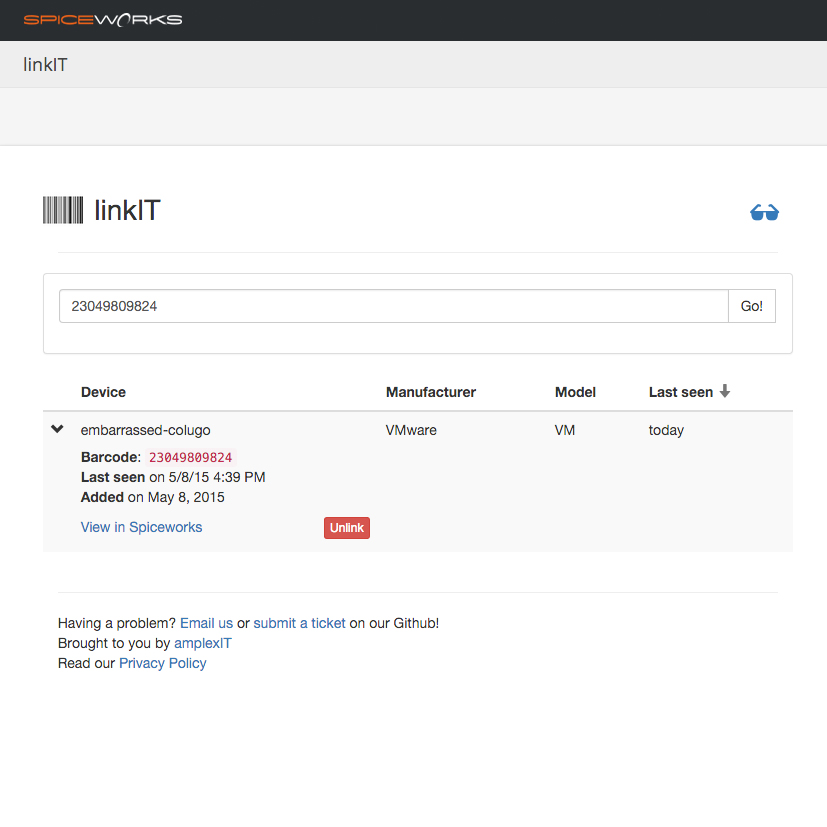 SPICEWORKS
linkIT
linkIT
23049809824 Go!
Device Manufacturer Model Last seen
embarrassed-colugo VMware VM today
Barcode: 23049809824
Last seen on 5/8/15 4:39 PM
Added on May 8, 2015
View in Spiceworks Unlink
Having a problem? Email us or submit a ticket on our Github!
Brought to you by amplexIT
Read our Privacy Policy